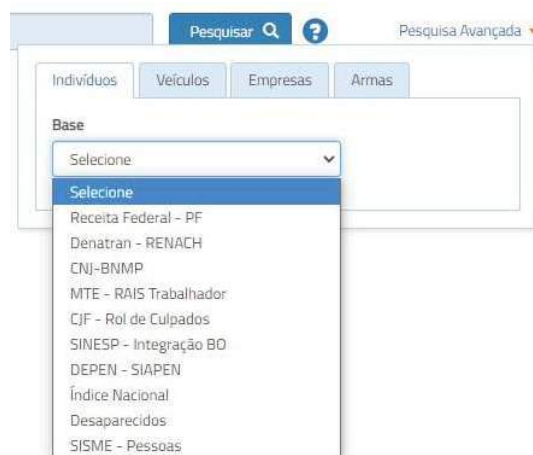 Pesquisar
?
Pesquisa Avançada
Indivíduos
Veículos
Empresas
Armas
Base
Selecione
Selecione
Receita Federal - PF
Denatran - RENACH
CNJ-BNMP
MTE - RAIS Trabalhador
CJF - Rol de Culpados
SINESP - Integração BO
DEPEN - SIAPEN
Índice Nacional
Desaparecidos
SISME - Pessoas